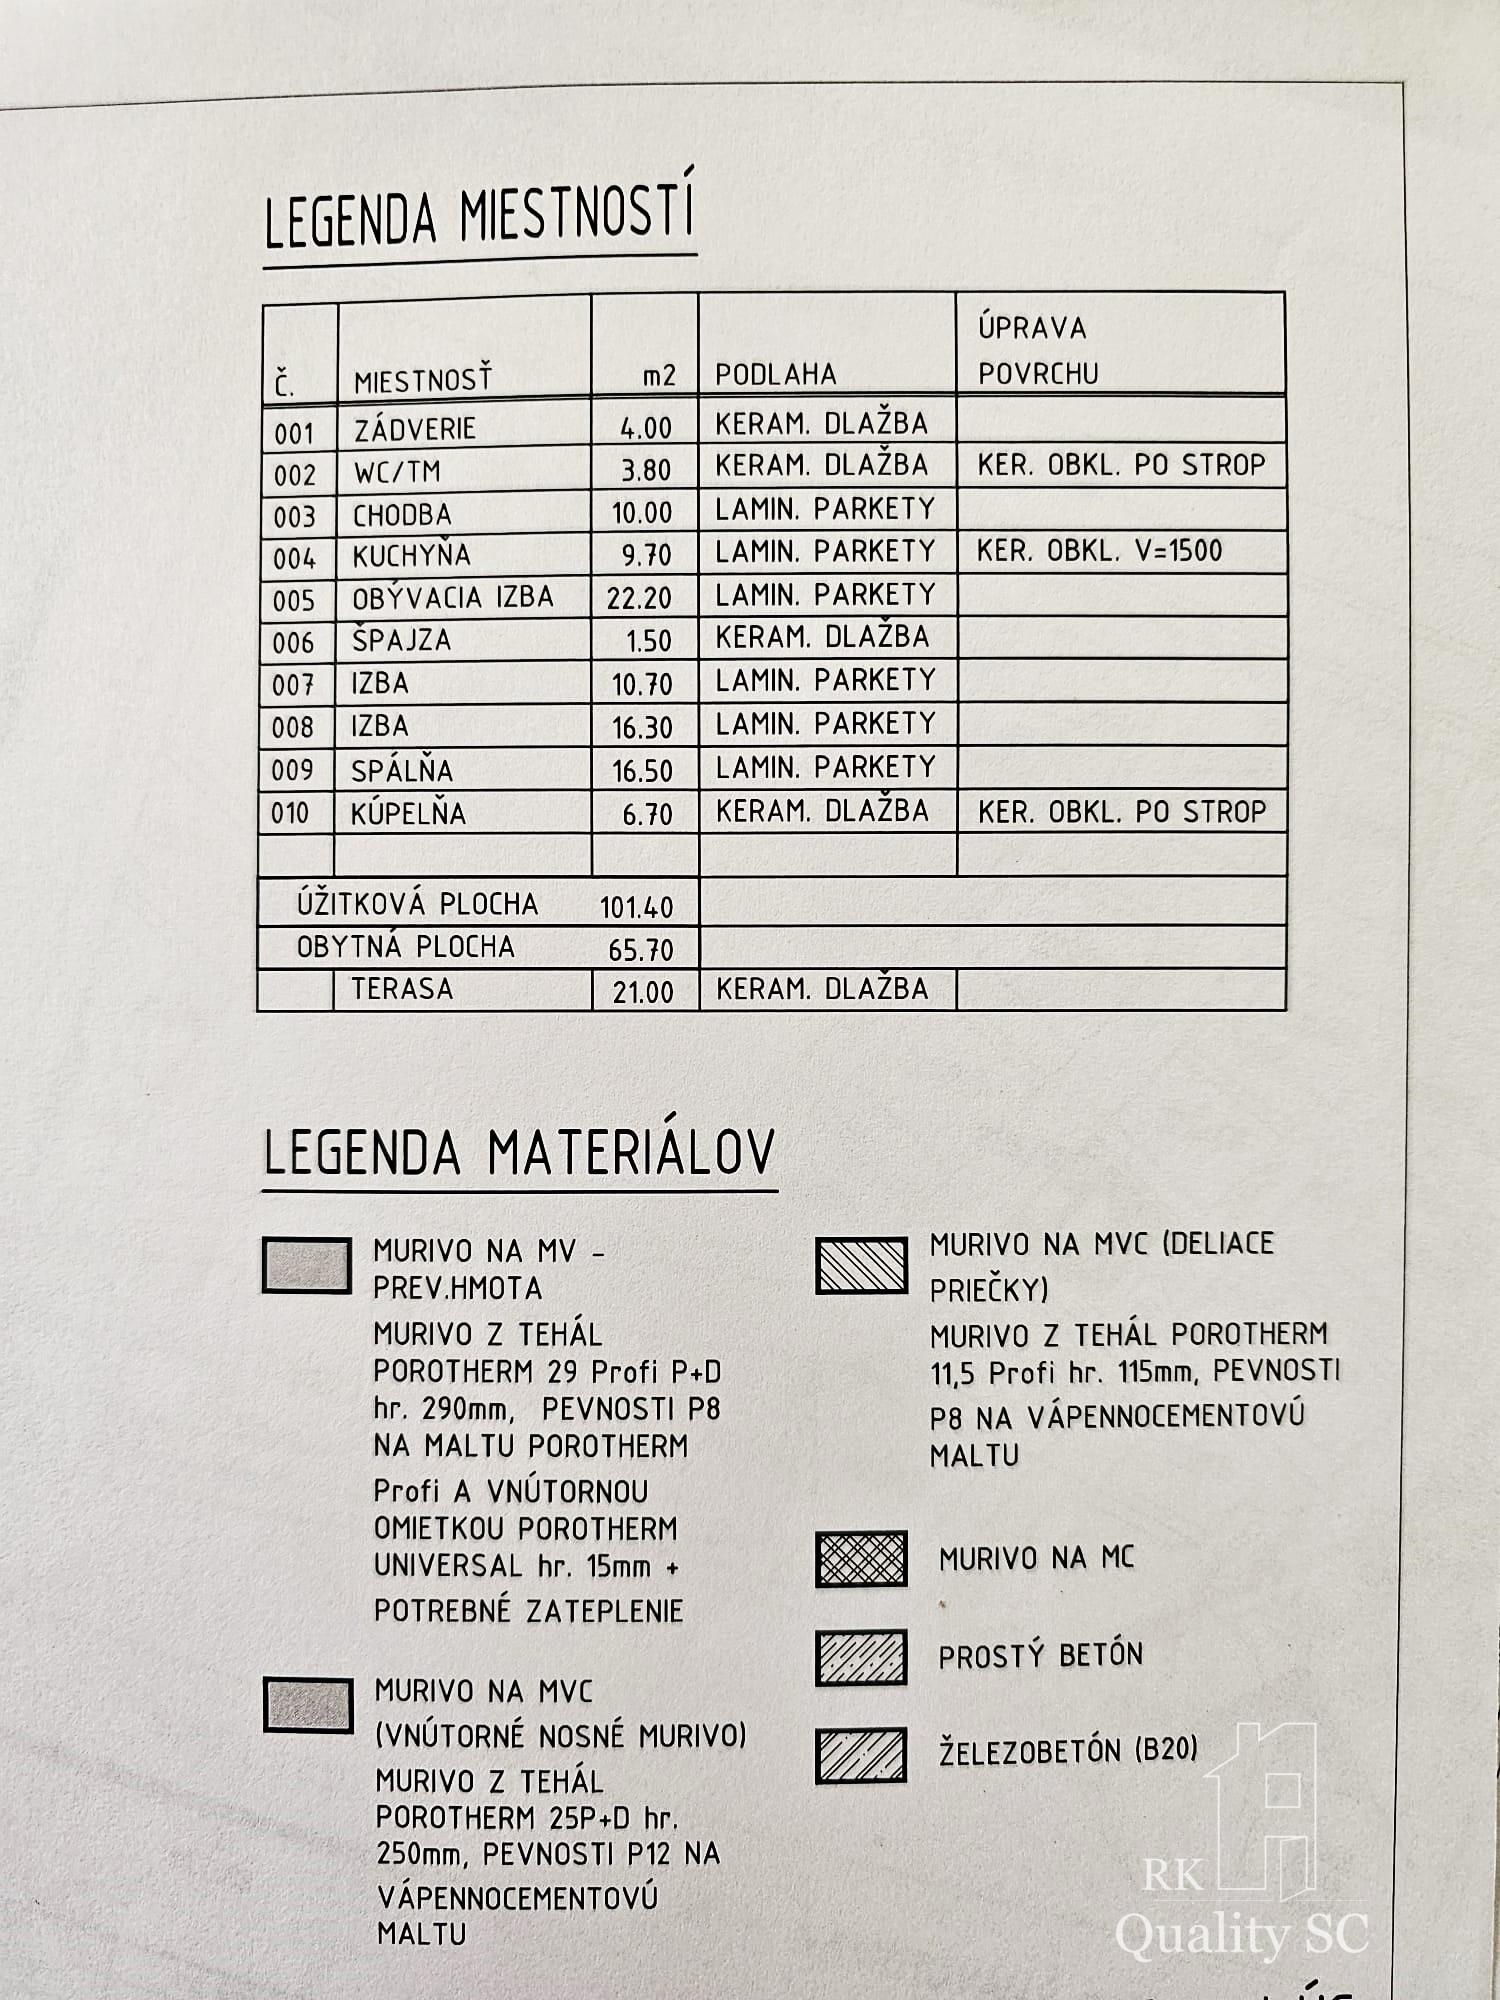 LEGENDA MIESTNOSTÍ
Č. MIESTNOSŤ m2 PODLAHA ÚPRAVA POVRCHU
001 ZÁDVERIE 4.00 KERAM. DLAŽBA
002 WC/TM 3.80 KERAM. DLAŽBA KER. OBKL. PO STROP
003 CHODBA 10.00 LAMIN. PARKETY
004 KUCHYŇA 9.70 LAMIN. PARKETY KER. OBKL. V=1500
005 OBÝVACIA IZBA 22.20 LAMIN. PARKETY
006 ŠPAJZA 1.50 KERAM. DLAŽBA
007 IZBA 10.70 LAMIN. PARKETY
008 IZBA 16.30 LAMIN. PARKETY
009 SPÁLŇA 16.50 LAMIN. PARKETY
010 KÚPELŇA 6.70 KERAM. DLAŽBA KER. OBKL. PO STROP
ÚŽITKOVÁ PLOCHA 101.40
OBYTNÁ PLOCHA 65.70
TERASA 21.00 KERAM. DLAŽBA
LEGENDA MATERIÁLOV
MURIVO NA MV -
PREV.HMOTA
MURIVO Z TEHÁL
POROTHERM 29 Profi P+D
hr. 290mm, PEVNOSTI P8
NA MALTU POROTHERM
Profi A VNÚTORNOU
OMIETKOU POROTHERM
UNIVERSAL hr. 15mm +
POTREBNÉ ZATEPLENIE
MURIVO NA MVC
(VNÚTORNÉ NOSNÉ MURIVO)
MURIVO Z TEHÁL
POROTHERM 25P+D hr.
250mm, PEVNOSTI P12 NA
VÁPENNOCEMENTOVÚ
MALTU
MURIVO NA MVC (DELIACE
PRIEČKY)
MURIVO Z TEHÁL POROTHERM
11,5 Profi hr. 115mm, PEVNOSTI
P8 NA VÁPENNOCEMENTOVÚ
MALTU
MURIVO NA MC
PROSTÝ BETÓN
ŽELEZOBETÓN (B20)
RK
Quality SC